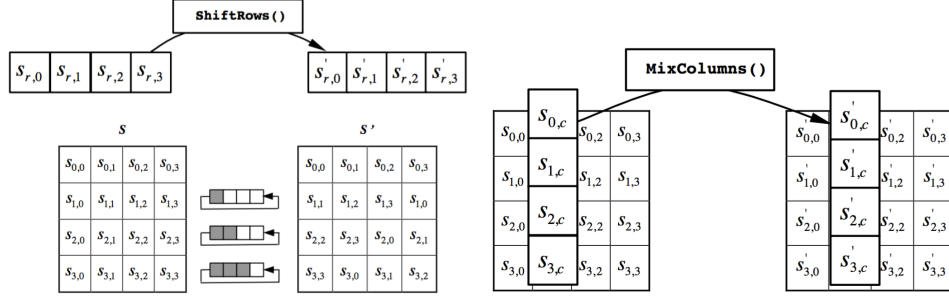 ShiftRows()
s_{r,0} s_{r,1} s_{r,2} s_{r,3} s'_{r,0} s'_{r,1} s'_{r,2} s'_{r,3}
S S'
s_{0,0} s_{0,1} s_{0,2} s_{0,3} s_{0,0} s_{0,1} s_{0,2} s_{0,3}
s_{1,0} s_{1,1} s_{1,2} s_{1,3} s_{1,1} s_{1,2} s_{1,3} s_{1,0}
s_{2,0} s_{2,1} s_{2,2} s_{2,3} s_{2,2} s_{2,3} s_{2,0} s_{2,1}
s_{3,0} s_{3,1} s_{3,2} s_{3,3} s_{3,3} s_{3,0} s_{3,1} s_{3,2}
MixColumns()
s_{0,0} s_{0,c} s_{0,2} s_{0,3} s'_{0,0} s'_{0,c} s'_{0,2} s'_{0,3}
s_{1,0} s_{1,c} s_{1,2} s_{1,3} s'_{1,0} s'_{1,c} s'_{1,2} s'_{1,3}
s_{2,0} s_{2,c} s_{2,2} s_{2,3} s'_{2,0} s'_{2,c} s'_{2,2} s'_{2,3}
s_{3,0} s_{3,c} s_{3,2} s_{3,3} s'_{3,0} s'_{3,c} s'_{3,2} s'_{3,3}